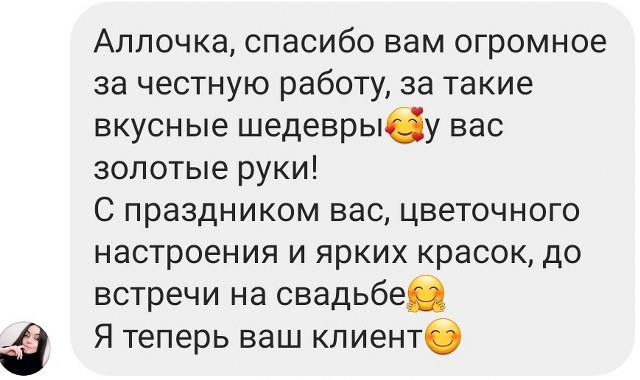 Аллочка, спасибо вам огромное
за честную работу, за такие
вкусные шедевры🥰у вас
золотые руки!
С праздником вас, цветочного
настроения и ярких красок, до
встречи на свадьбе🤗
Я теперь ваш клиент😊